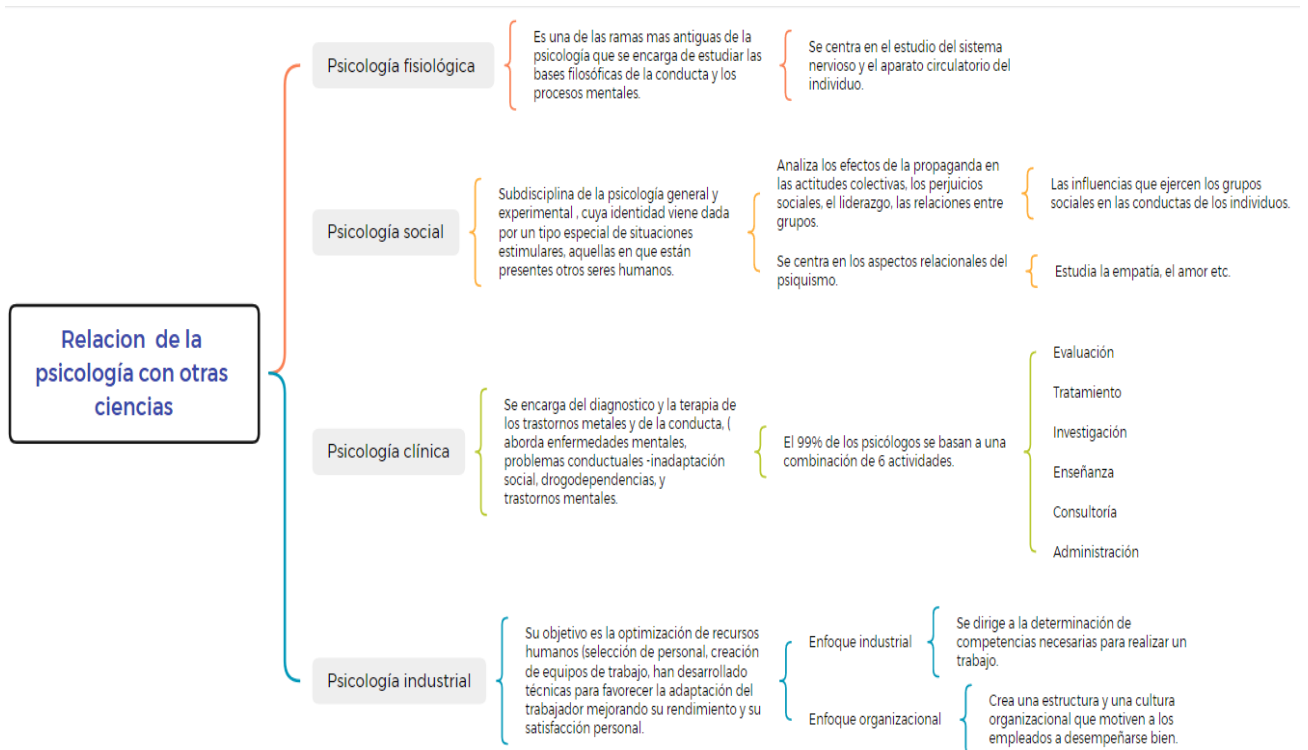 Relacion de la
psicología con otras
ciencias
Psicología fisiológica
Es una de las ramas mas antiguas de la
psicología que se encarga de estudiar las
bases filosóficas de la conducta y los
procesos mentales.
Se centra en el estudio del sistema
nervioso y el aparato circulatorio del
individuo.
Psicología social
Subdisciplina de la psicología general y
experimental , cuya identidad viene dada
por un tipo especial de situaciones
estimulares, aquellas en que están
presentes otros seres humanos.
Analiza los efectos de la propaganda en
las actitudes colectivas, los perjuicios
sociales, el liderazgo, las relaciones entre
grupos.
Las influencias que ejercen los grupos
sociales en las conductas de los individuos.
Se centra en los aspectos relacionales del
psiquismo.
Estudia la empatía, el amor etc.
Psicología clínica
Se encarga del diagnostico y la terapia de
los trastornos metales y de la conducta, (
aborda enfermedades mentales,
problemas conductuales -inadaptación
social, drogodependencias, y
trastornos mentales.
El 99% de los psicólogos se basan a una
combinación de 6 actividades.
Evaluación
Tratamiento
Investigación
Enseñanza
Consultoría
Administración
Psicología industrial
Su objetivo es la optimización de recursos
humanos (selección de personal, creación
de equipos de trabajo, han desarrollado
técnicas para favorecer la adaptación del
trabajador mejorando su rendimiento y su
satisfacción personal.
Enfoque industrial
Se dirige a la determinación de
competencias necesarias para realizar un
trabajo.
Enfoque organizacional
Crea una estructura y una cultura
organizacional que motiven a los
empleados a desempeñarse bien.